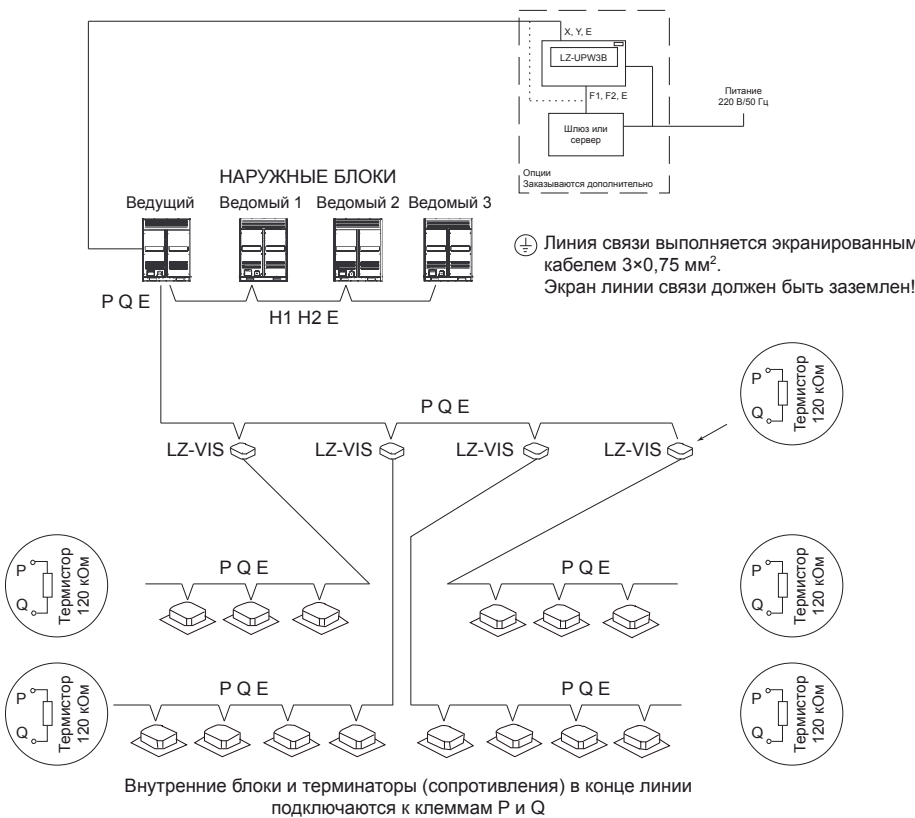 X, Y, E
LZ-UPW3B
F1, F2, E
Питание
220 В/50 Гц
Шлюз или
сервер
Опции
Заказываются дополнительно
НАРУЖНЫЕ БЛОКИ
Ведущий
Ведомый 1
Ведомый 2
Ведомый 3
Линия связи выполняется экранированным
кабелем 3×0,75 мм².
Экран линии связи должен быть заземлен!
P Q E
H1 H2 E
P Q E
P
Q
Термистор
120 кОм
LZ-VIS
LZ-VIS
LZ-VIS
LZ-VIS
P
Q
Термистор
120 кОм
P Q E
P Q E
P
Q
Термистор
120 кОм
P
Q
Термистор
120 кОм
P Q E
P Q E
P
Q
Термистор
120 кОм
Внутренние блоки и терминаторы (сопротивления) в конце линии
подключаются к клеммам P и Q